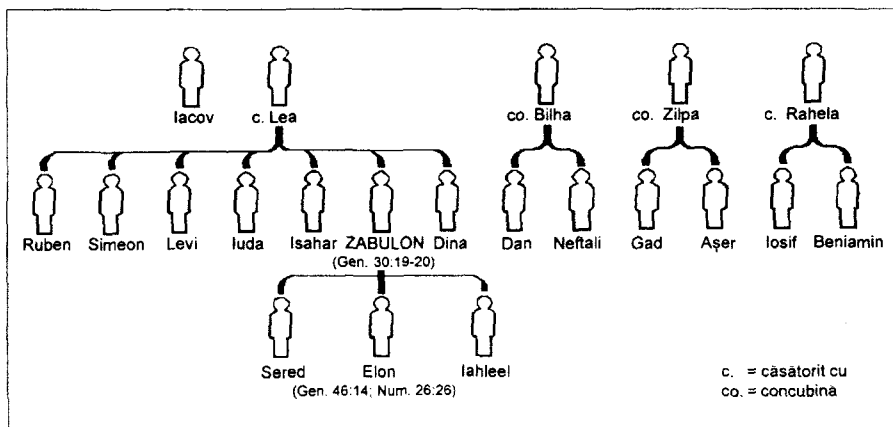 Iacov c. Lea co. Bilha co. Zilpa c. Rahela
Ruben Simeon Levi Iuda Isahar ZABULON Dina Dan Neftali Gad Așer Iosif Beniamin
(Gen. 30:19-20)
Sered Elon Iahleel
(Gen. 46:14; Num. 26:26)
c. = căsătorit cu
co. = concubină